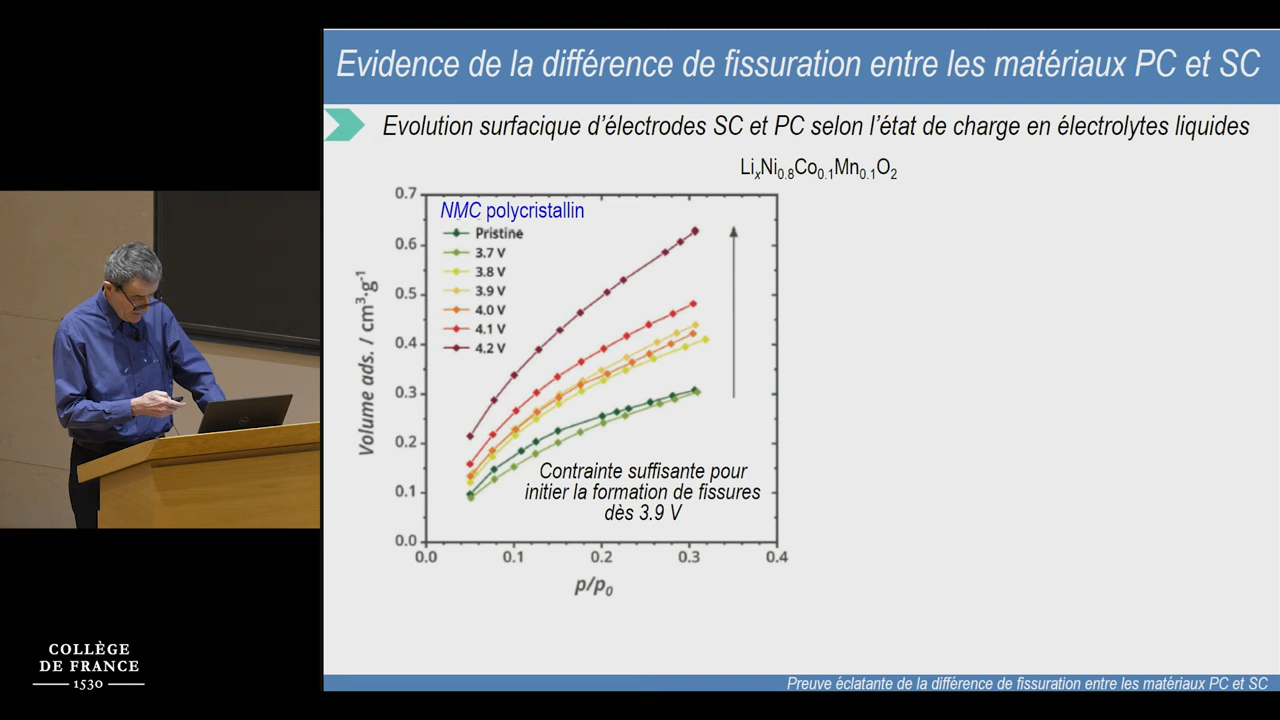 Evidence de la différence de fissuration entre les matériaux PC et SC
Evolution surfacique d'électrodes SC et PC selon l'état de charge en électrolytes liquides
LiₓNi₀.₈Co₀.₁Mn₀.₁O₂
NMC polycristallin
Pristine
3.7 V
3.8 V
3.9 V
4.0 V
4.1 V
4.2 V
0.7
0.6
0.5
0.4
0.3
0.2
0.1
0.0
Volume ads. / cm³·g⁻¹
Contrainte suffisante pour
initier la formation de fissures
dès 3.9 V
0.0 0.1 0.2 0.3 0.4
p/p₀
COLLÈGE
DE FRANCE
1530
Preuve éclatante de la différence de fissuration entre les matériaux PC et SC